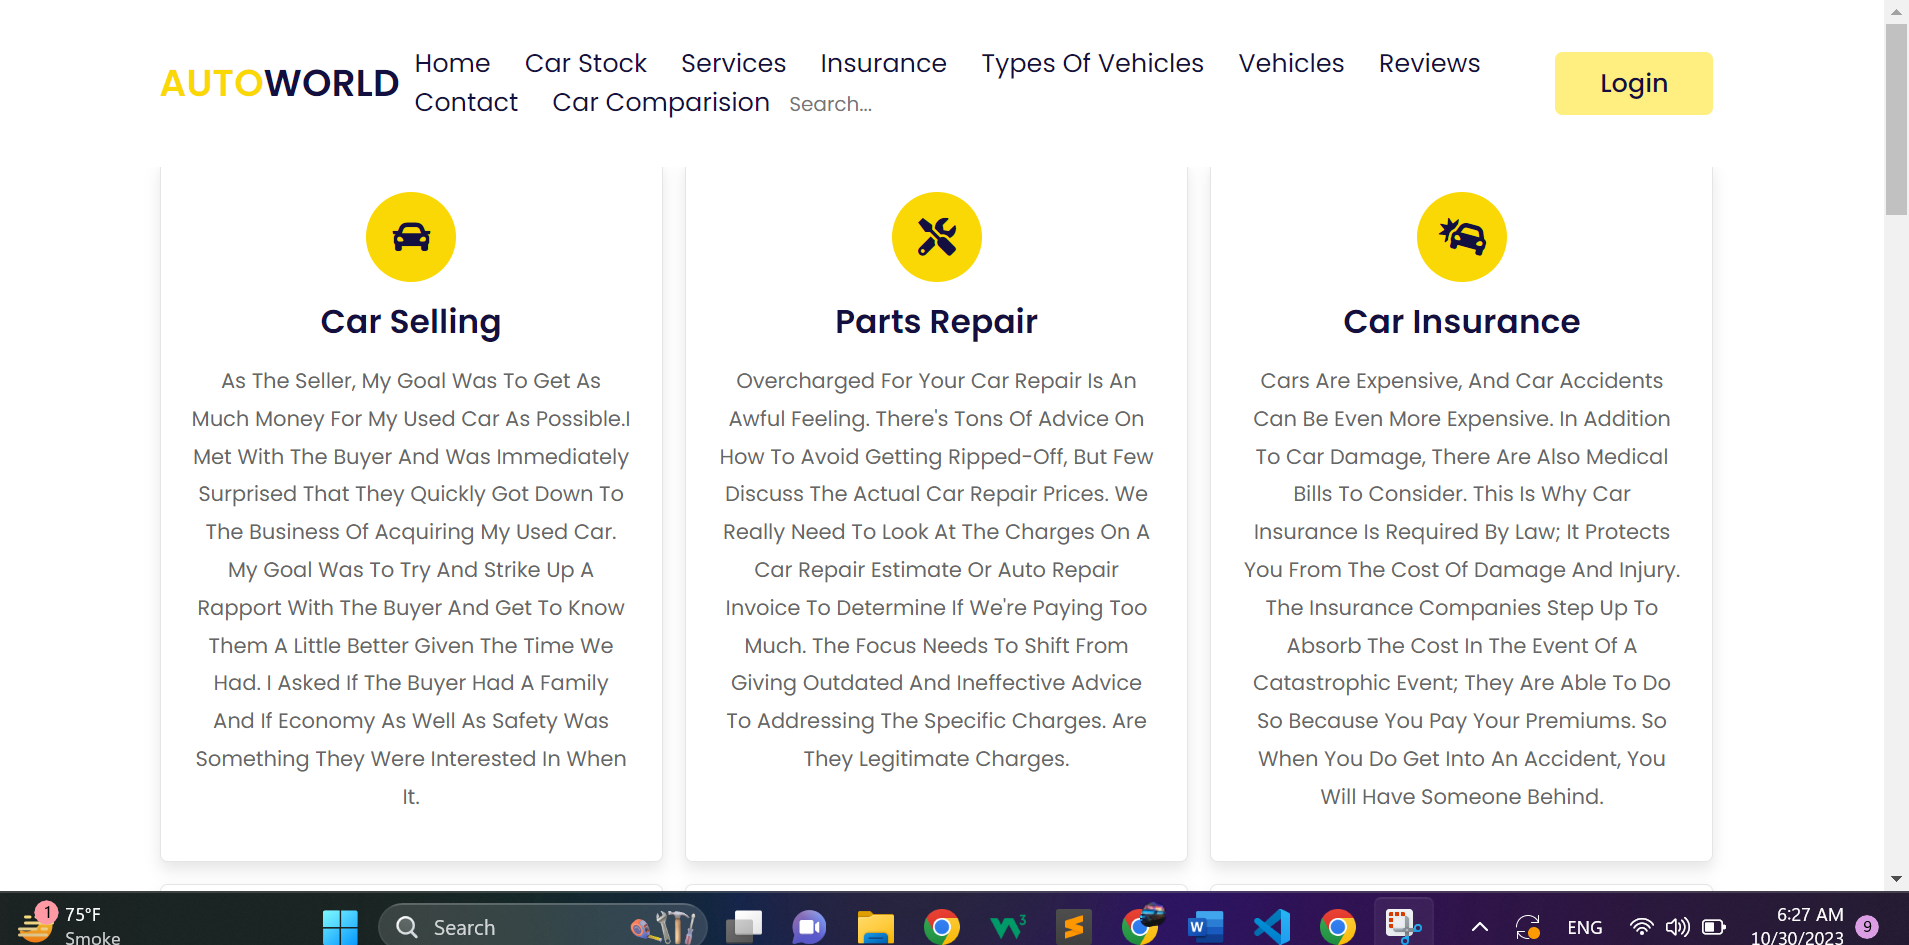 AUTOWORLD
Home Car Stock Services Insurance Types Of Vehicles Vehicles Reviews
Contact Car Comparision Search...
Login
Car Selling
As The Seller, My Goal Was To Get As
Much Money For My Used Car As Possible.I
Met With The Buyer And Was Immediately
Surprised That They Quickly Got Down To
The Business Of Acquiring My Used Car.
My Goal Was To Try And Strike Up A
Rapport With The Buyer And Get To Know
Them A Little Better Given The Time We
Had. I Asked If The Buyer Had A Family
And If Economy As Well As Safety Was
Something They Were Interested In When
It.
Parts Repair
Overcharged For Your Car Repair Is An
Awful Feeling. There's Tons Of Advice On
How To Avoid Getting Ripped-Off, But Few
Discuss The Actual Car Repair Prices. We
Really Need To Look At The Charges On A
Car Repair Estimate Or Auto Repair
Invoice To Determine If We're Paying Too
Much. The Focus Needs To Shift From
Giving Outdated And Ineffective Advice
To Addressing The Specific Charges. Are
They Legitimate Charges.
Car Insurance
Cars Are Expensive, And Car Accidents
Can Be Even More Expensive. In Addition
To Car Damage, There Are Also Medical
Bills To Consider. This Is Why Car
Insurance Is Required By Law; It Protects
You From The Cost Of Damage And Injury.
The Insurance Companies Step Up To
Absorb The Cost In The Event Of A
Catastrophic Event; They Are Able To Do
So Because You Pay Your Premiums. So
When You Do Get Into An Accident, You
Will Have Someone Behind.
1
75°F
Smoke
Search
W3
W
ENG
6:27 AM
10/30/2023
9